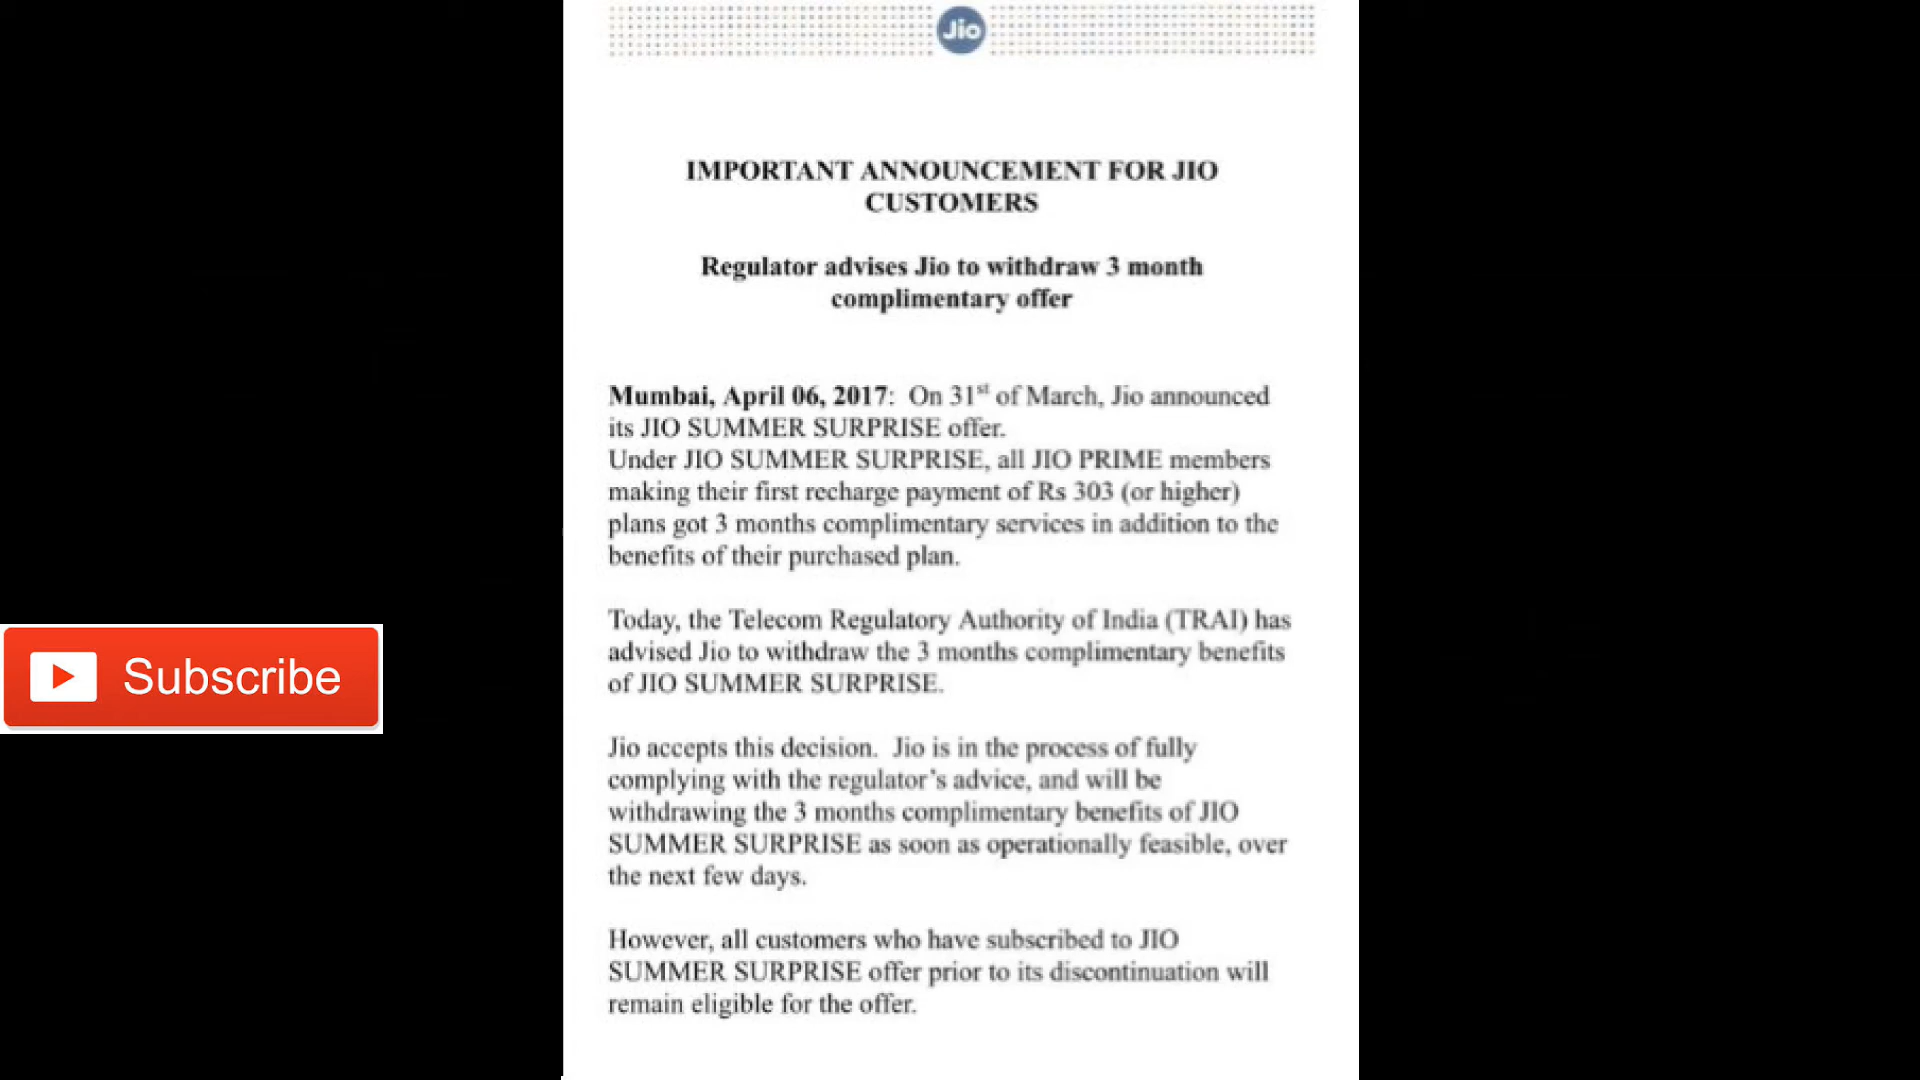 Jio
IMPORTANT ANNOUNCEMENT FOR JIO
CUSTOMERS
Regulator advises Jio to withdraw 3 month
complimentary offer
Mumbai, April 06, 2017: On 31st of March, Jio announced
its JIO SUMMER SURPRISE offer.
Under JIO SUMMER SURPRISE, all JIO PRIME members
making their first recharge payment of Rs 303 (or higher)
plans got 3 months complimentary services in addition to the
benefits of their purchased plan.
Today, the Telecom Regulatory Authority of India (TRAI) has
advised Jio to withdraw the 3 months complimentary benefits
of JIO SUMMER SURPRISE.
Jio accepts this decision. Jio is in the process of fully
complying with the regulator’s advice, and will be
withdrawing the 3 months complimentary benefits of JIO
SUMMER SURPRISE as soon as operationally feasible, over
the next few days.
However, all customers who have subscribed to JIO
SUMMER SURPRISE offer prior to its discontinuation will
remain eligible for the offer.
Subscribe